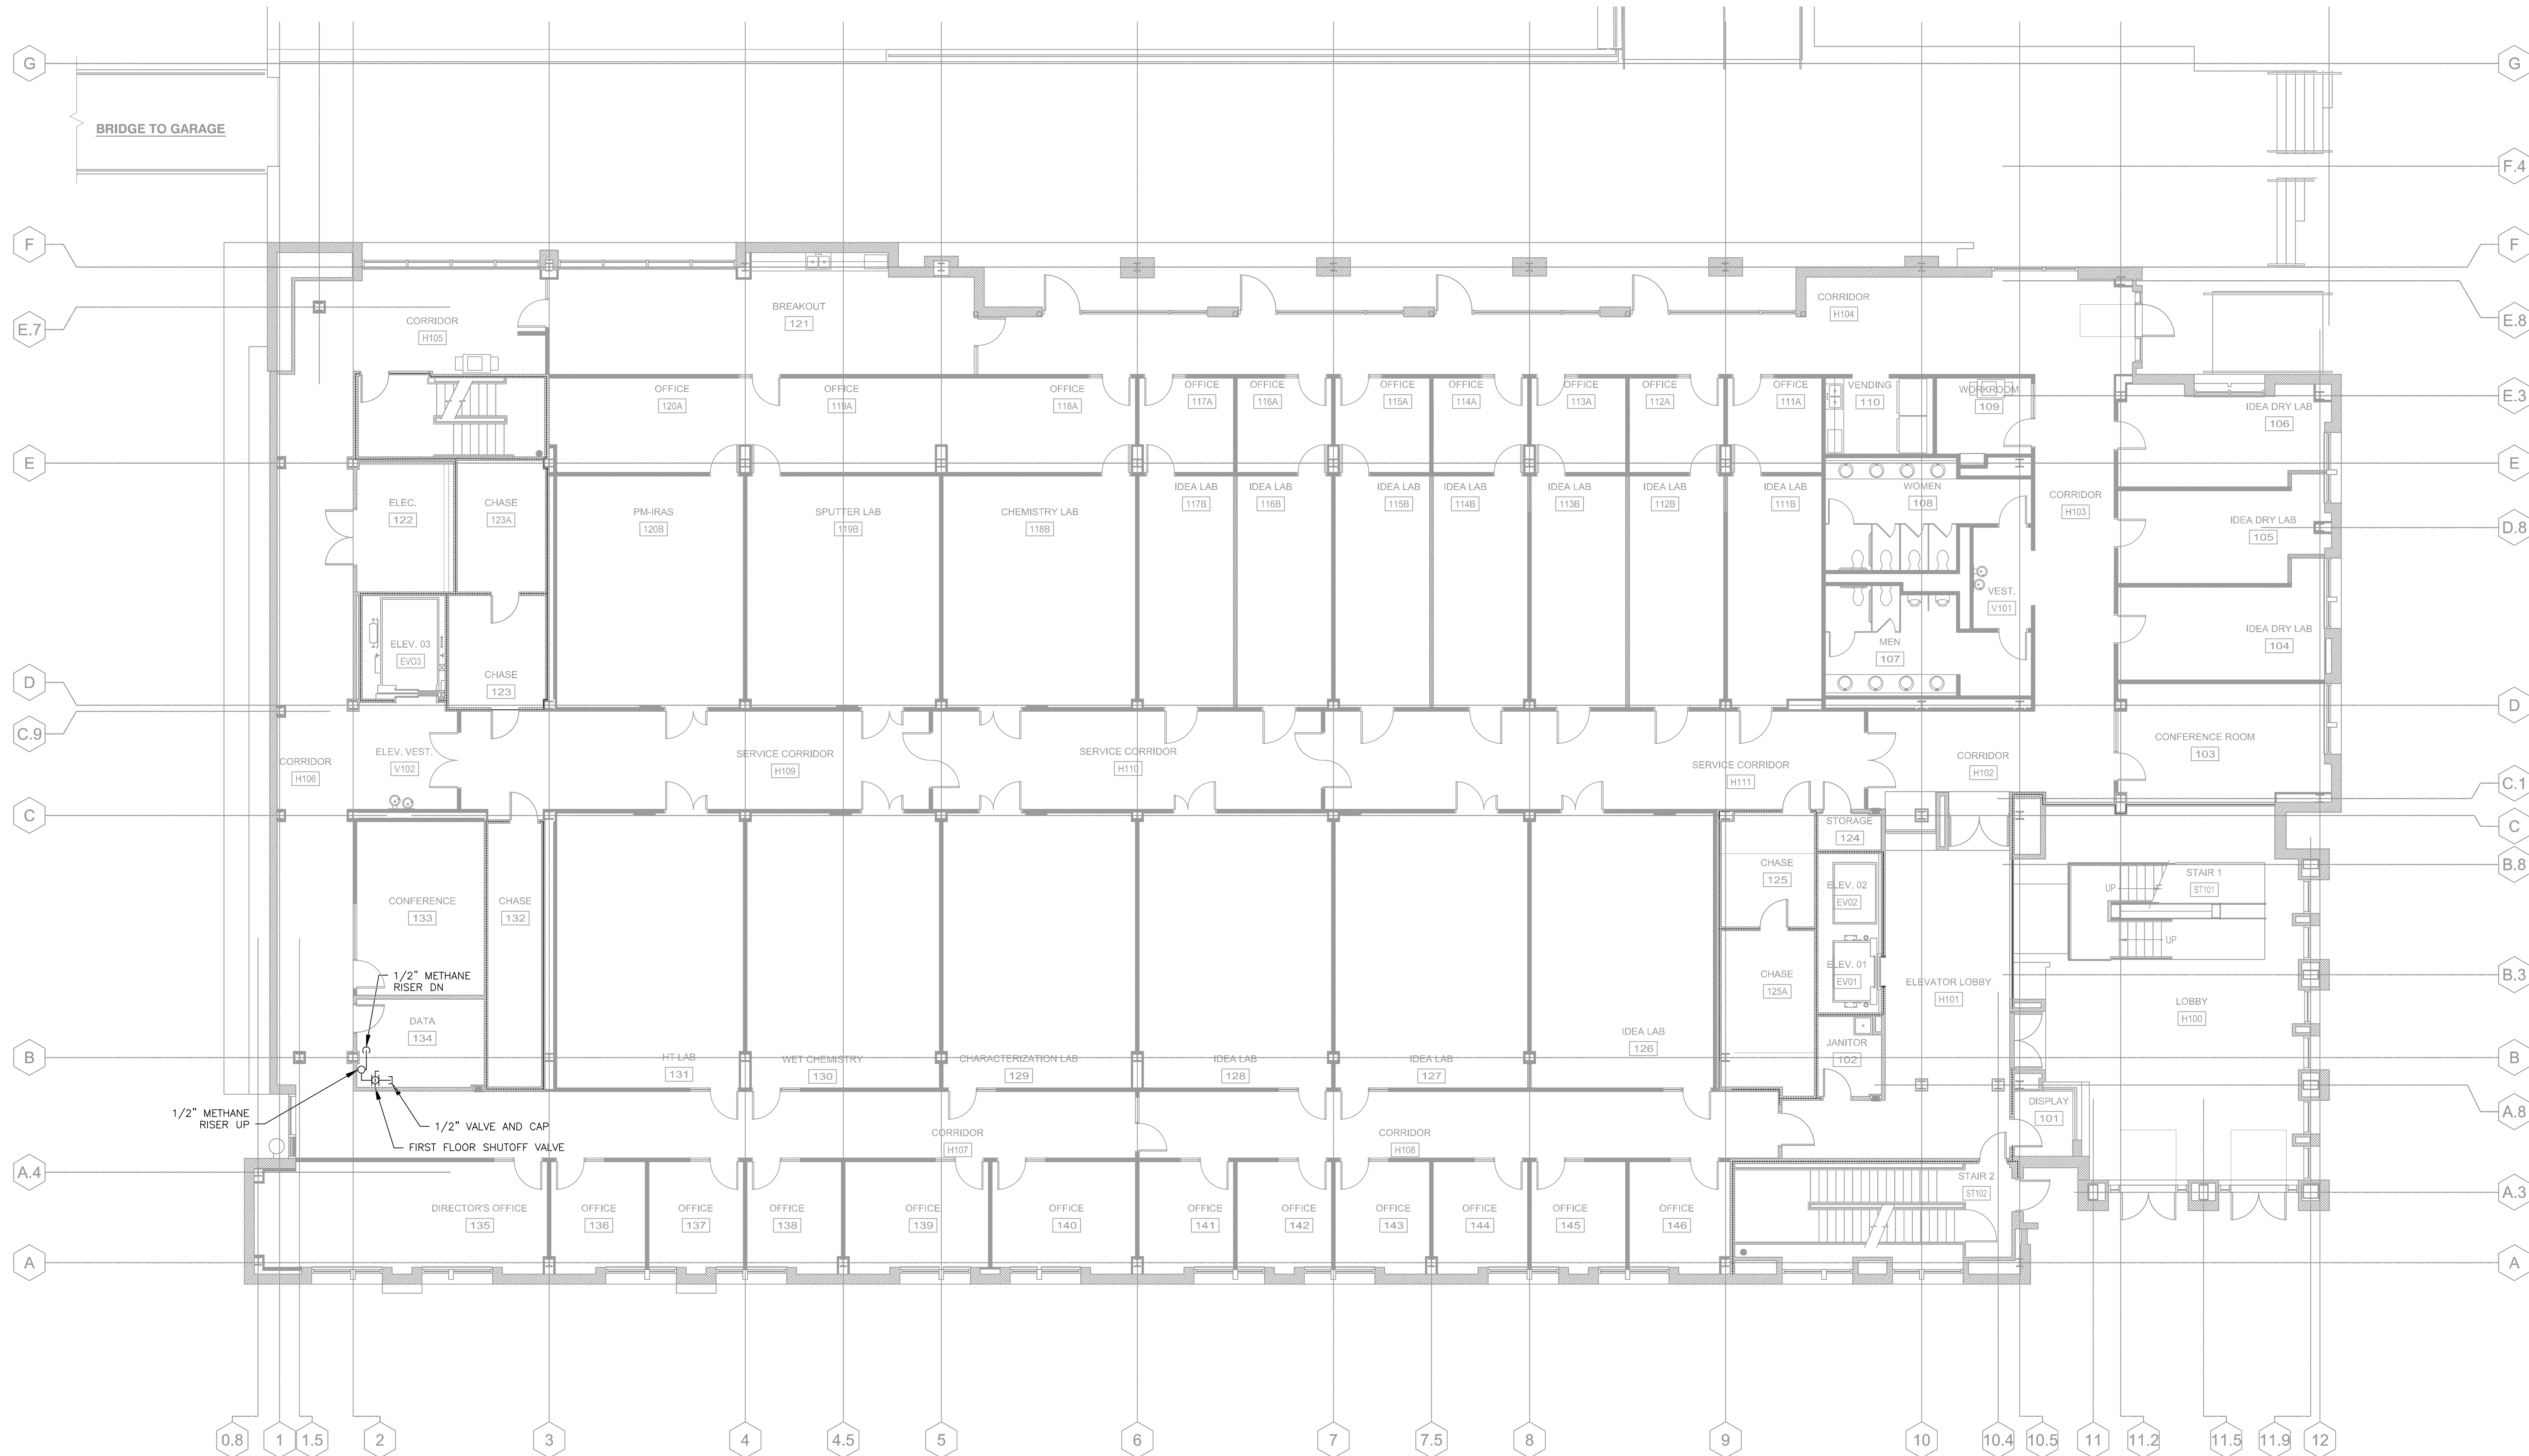 G
G
BRIDGE TO GARAGE
F.4
F
F
E.7
E.8
CORRIDOR
H105
BREAKOUT
121
CORRIDOR
H104
OFFICE
120A
OFFICE
119A
OFFICE
118A
OFFICE
117A
OFFICE
116A
OFFICE
115A
OFFICE
114A
OFFICE
113A
OFFICE
112A
OFFICE
111A
VENDING
110
WORKROOM
109
IDEA DRY LAB
106
E.3
E
E
ELEC.
122
CHASE
123A
PM-IRAS
120B
SPUTTER LAB
119B
CHEMISTRY LAB
118B
IDEA LAB
117B
IDEA LAB
116B
IDEA LAB
115B
IDEA LAB
114B
IDEA LAB
113B
IDEA LAB
112B
IDEA LAB
111B
WOMEN
108
CORRIDOR
H103
IDEA DRY LAB
105
D.8
VEST.
V101
ELEV. 03
EVO3
MEN
107
IDEA DRY LAB
104
CHASE
123
D
D
C.9
CORRIDOR
H106
ELEV. VEST.
V102
SERVICE CORRIDOR
H109
SERVICE CORRIDOR
H110
SERVICE CORRIDOR
H111
CORRIDOR
H102
CONFERENCE ROOM
103
C.1
C
C
STORAGE
124
CHASE
125
B.8
STAIR 1
ST101
UP
UP
ELEV. 02
EV02
CONFERENCE
133
CHASE
132
1/2" METHANE
RISER DN
ELEV. 01
EV01
CHASE
125A
ELEVATOR LOBBY
H101
B.3
LOBBY
H100
DATA
134
IDEA LAB
126
JANITOR
102
B
B
HT LAB
131
WET CHEMISTRY
130
CHARACTERIZATION LAB
129
IDEA LAB
128
IDEA LAB
127
DISPLAY
101
A.8
1/2" METHANE
RISER UP
1/2" VALVE AND CAP
FIRST FLOOR SHUTOFF VALVE
CORRIDOR
H107
CORRIDOR
H108
A.4
STAIR 2
ST102
A.3
DIRECTOR'S OFFICE
135
OFFICE
136
OFFICE
137
OFFICE
138
OFFICE
139
OFFICE
140
OFFICE
141
OFFICE
142
OFFICE
143
OFFICE
144
OFFICE
145
OFFICE
146
A
A
0.8
1
1.5
2
3
4
4.5
5
6
7
7.5
8
9
10
10.4
10.5
11
11.2
11.5
11.9
12